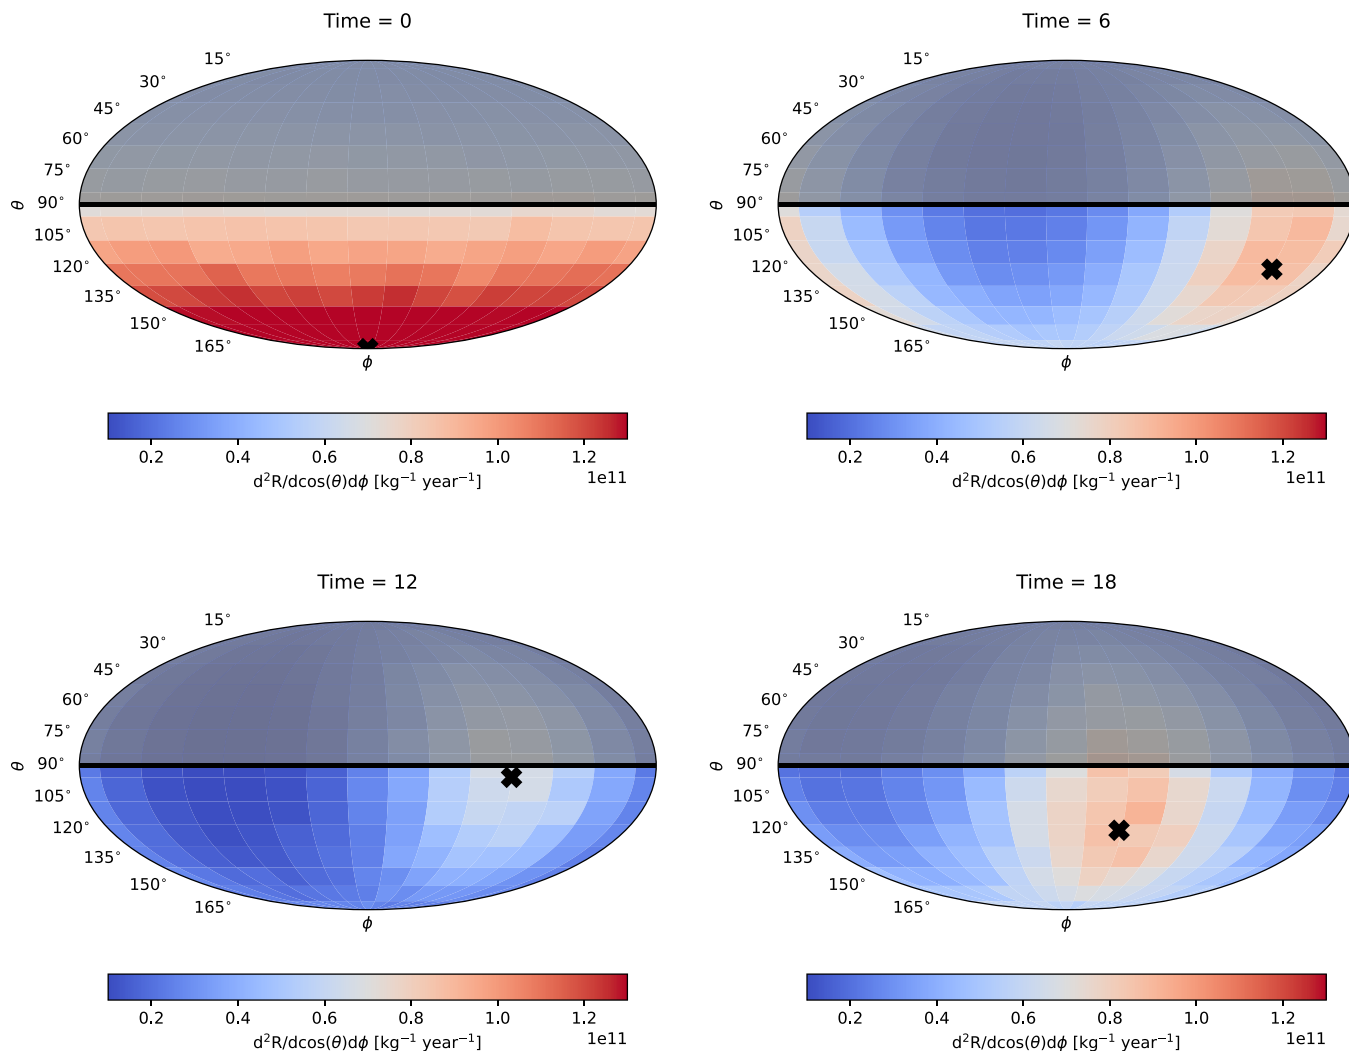 Time = 0
15°
30°
45°
60°
75°
90°
θ
105°
120°
135°
150°
165°
ϕ
0.2 0.4 0.6 0.8 1.0 1.2
d²R/dcos(θ)dϕ [kg⁻¹ year⁻¹]
1e11
Time = 6
15°
30°
45°
60°
75°
90°
θ
105°
120°
135°
150°
165°
ϕ
0.2 0.4 0.6 0.8 1.0 1.2
d²R/dcos(θ)dϕ [kg⁻¹ year⁻¹]
1e11
Time = 12
15°
30°
45°
60°
75°
90°
θ
105°
120°
135°
150°
165°
ϕ
0.2 0.4 0.6 0.8 1.0 1.2
d²R/dcos(θ)dϕ [kg⁻¹ year⁻¹]
1e11
Time = 18
15°
30°
45°
60°
75°
90°
θ
105°
120°
135°
150°
165°
ϕ
0.2 0.4 0.6 0.8 1.0 1.2
d²R/dcos(θ)dϕ [kg⁻¹ year⁻¹]
1e11